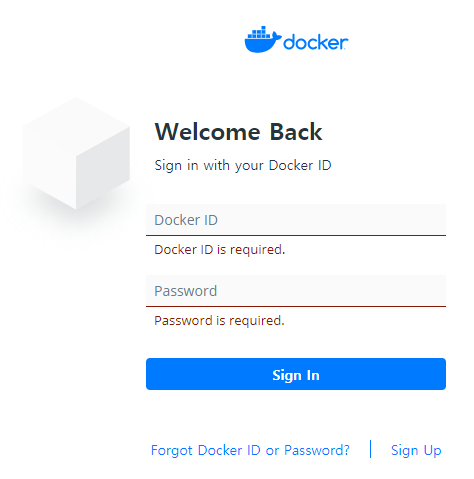 docker
Welcome Back
Sign in with your Docker ID
Docker ID
Docker ID is required.
Password
Password is required.
Sign In
Forgot Docker ID or Password? | Sign Up